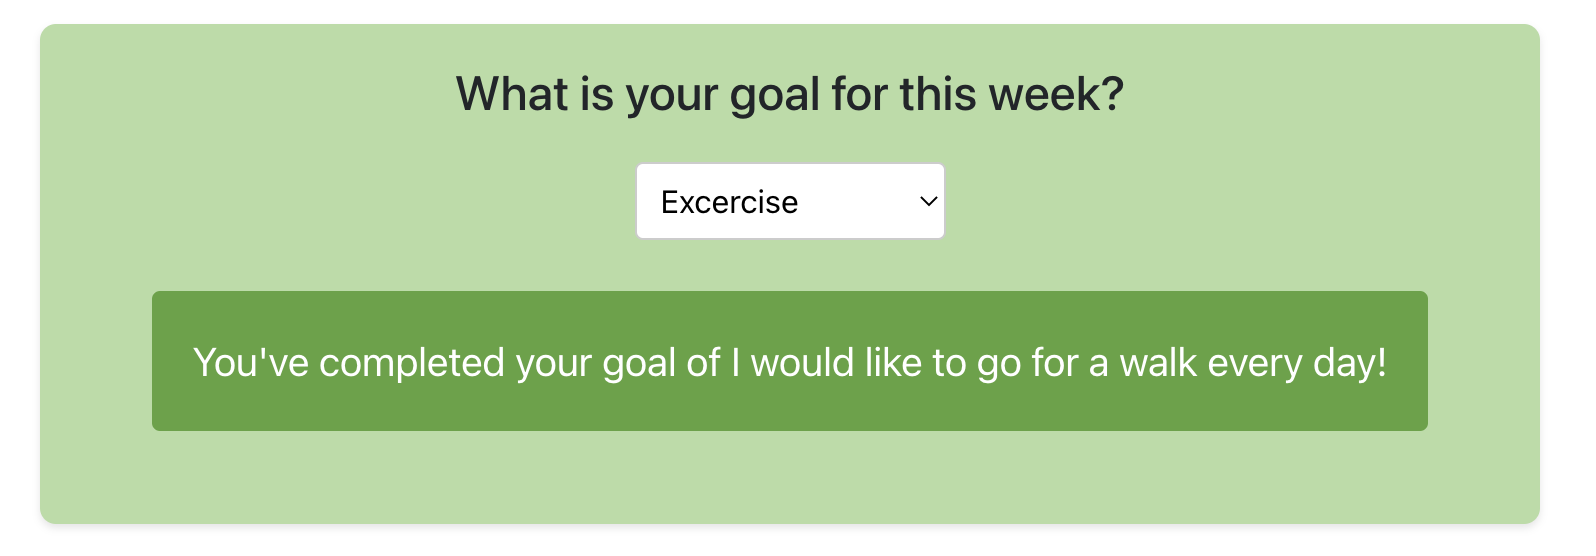 What is your goal for this week?
Excercise
You've completed your goal of I would like to go for a walk every day!